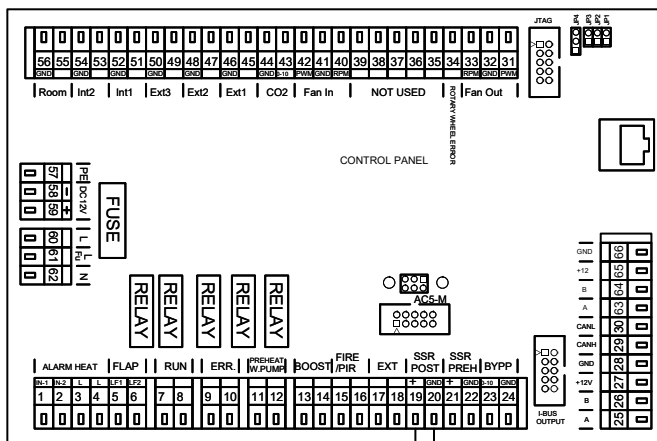 JTAG
JP4 JP3 JP2 JP1
56 55 54 53 52 51 50 49 48 47 46 45 44 43 42 41 40 39 38 37 36 35 34 33 32 31
GND GND GND GND GND GND GND 0-10 PWM GND RPM RPM GND PWM
Room Int2 Int1 Ext3 Ext2 Ext1 CO2 Fan In NOT USED ROTARY WHEEL ERROR Fan Out
CONTROL PANEL
57 PE
58 -
59 +
DC12V
FUSE
60 L
61 L
Fu
62 N
RELAY RELAY RELAY RELAY RELAY
AC5-M
GND 66
+12 65
B 64
A 63
CANL 30
CANH 29
GND 28
+12V 27
B 26
A 25
I-BUS
OUTPUT
ALARM HEAT FLAP RUN ERR. PREHEAT
W.PUMP BOOST FIRE
/PIR EXT SSR
POST SSR
PREH BYPP
IN-1 IN-2 L L LF1 LF2 + GND + GND 0-10 GND
1 2 3 4 5 6 7 8 9 10 11 12 13 14 15 16 17 18 19 20 21 22 23 24